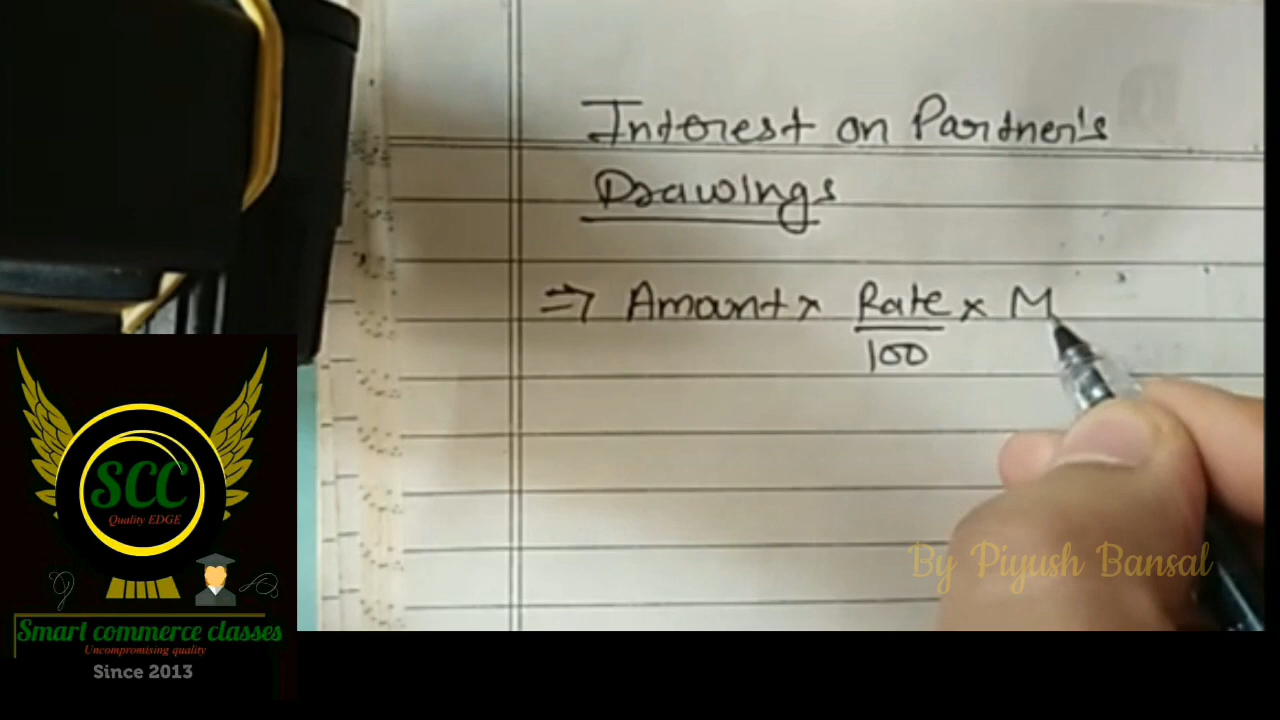 Interest on Partner's
Drawings
⇒ Amount × Rate × M
100
By Piyush Bansal
SCC
Quality EDGE
Smart commerce classes
Uncompromising quality
Since 2013